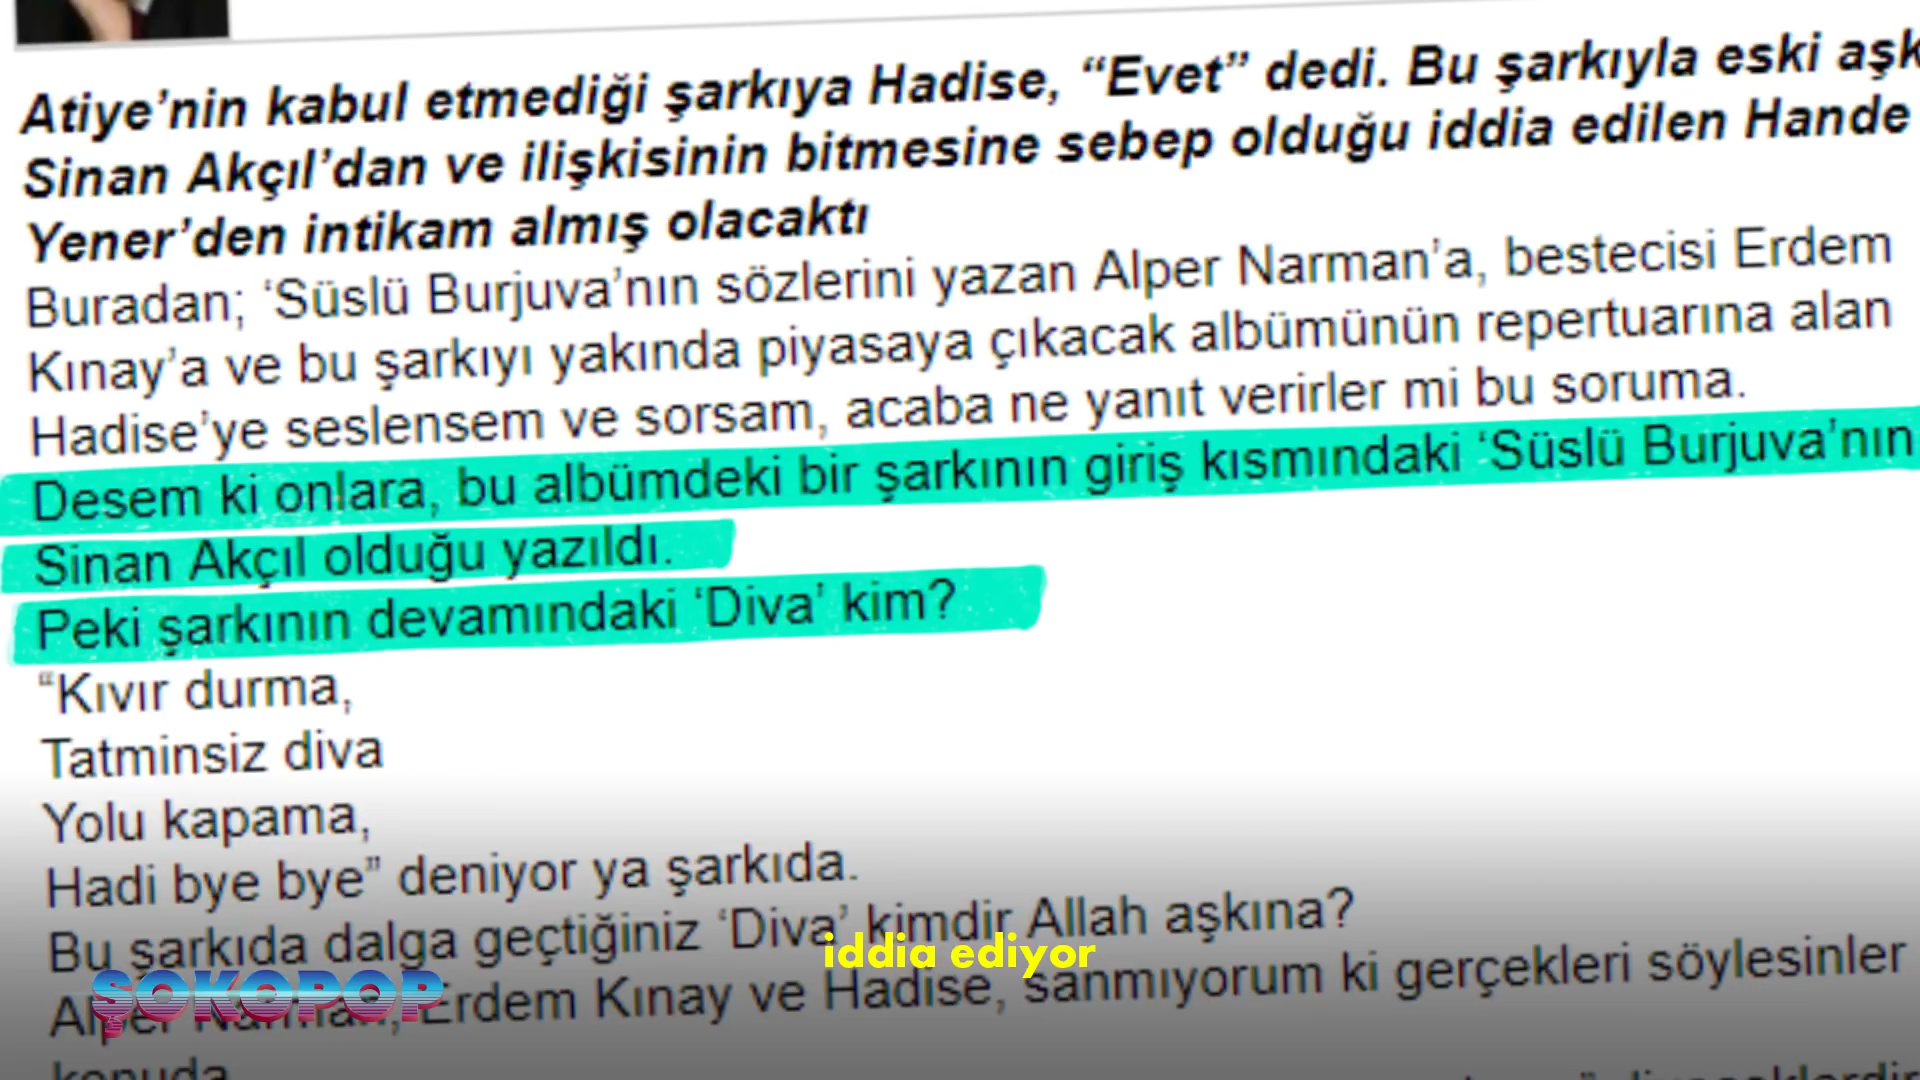 Atiye’nin kabul etmediği şarkıya Hadise, “Evet” dedi. Bu şarkıyla eski aşk
Sinan Akçıl’dan ve ilişkisinin bitmesine sebep olduğu iddia edilen Hande
Yener’den intikam almış olacaktı
Buradan; ‘Süslü Burjuva’nın sözlerini yazan Alper Narman’a, bestecisi Erdem
Kınay’a ve bu şarkıyı yakında piyasaya çıkacak albümünün repertuarına alan
Hadise’ye seslensem ve sorsam, acaba ne yanıt verirler mi bu soruma.
Desem ki onlara, bu albümdeki bir şarkının giriş kısmındaki ‘Süslü Burjuva’nın
Sinan Akçıl olduğu yazıldı.
Peki şarkının devamındaki ‘Diva’ kim?
“Kıvır durma,
Tatminsiz diva
Yolu kapama,
Hadi bye bye” deniyor ya şarkıda.
Bu şarkıda dalga geçtiğiniz ‘Diva’ kimdir Allah aşkına?
iddia ediyor
ŞOKOPOP
Alper Narman, Erdem Kınay ve Hadise, sanmıyorum ki gerçekleri söylesinler
konuda